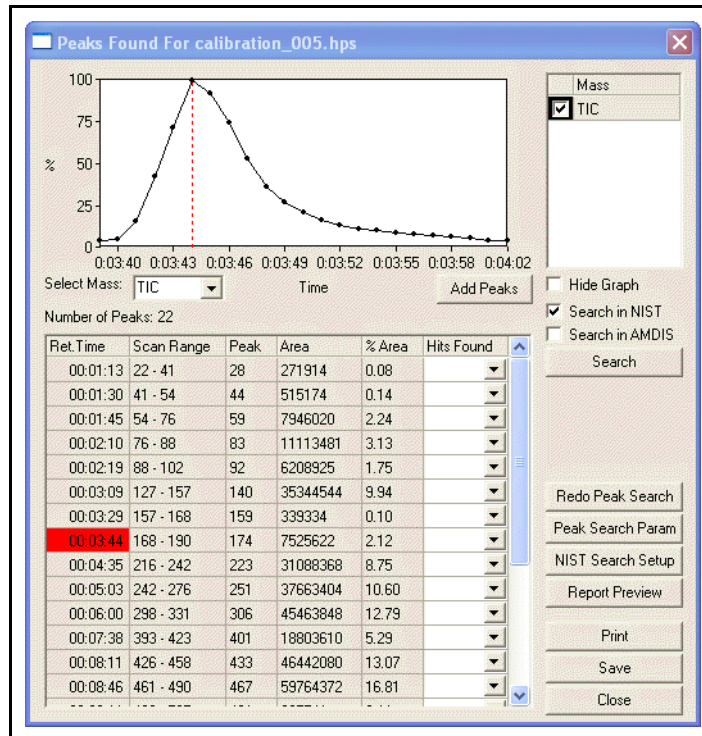 Peaks Found For calibration_005.hps
100
75
% 50
25
0
0:03:40 0:03:43 0:03:46 0:03:49 0:03:52 0:03:55 0:03:58 0:04:02
Select Mass: TIC Time Add Peaks
Number of Peaks: 22
Ret.Time Scan Range Peak Area % Area Hits Found
00:01:13 22 - 41 28 271914 0.08
00:01:30 41 - 54 44 515174 0.14
00:01:45 54 - 76 59 7946020 2.24
00:02:10 76 - 88 83 11113481 3.13
00:02:19 88 - 102 92 6208925 1.75
00:03:09 127 - 157 140 35344544 9.94
00:03:29 157 - 168 159 339334 0.10
00:03:44 168 - 190 174 7525622 2.12
00:04:35 216 - 242 223 31088368 8.75
00:05:03 242 - 276 251 37663404 10.60
00:06:00 298 - 331 306 45463848 12.79
00:07:38 393 - 423 401 18803610 5.29
00:08:11 426 - 458 433 46442080 13.07
00:08:46 461 - 490 467 59764372 16.81
Mass
TIC
Hide Graph
Search in NIST
Search in AMDIS
Search
Redo Peak Search
Peak Search Param
NIST Search Setup
Report Preview
Print
Save
Close